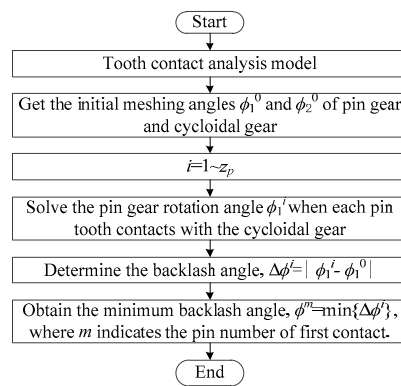 Start
Tooth contact analysis model
Get the initial meshing angles ϕ₁⁰ and ϕ₂⁰ of pin gear
and cycloidal gear
i=1~zₚ
Solve the pin gear rotation angle ϕ₁ⁱ when each pin
tooth contacts with the cycloidal gear
Determine the backlash angle, Δϕⁱ=| ϕ₁ⁱ- ϕ₁⁰ |
Obtain the minimum backlash angle, ϕᵐ=min{Δϕⁱ},
where m indicates the pin number of first contact.
End